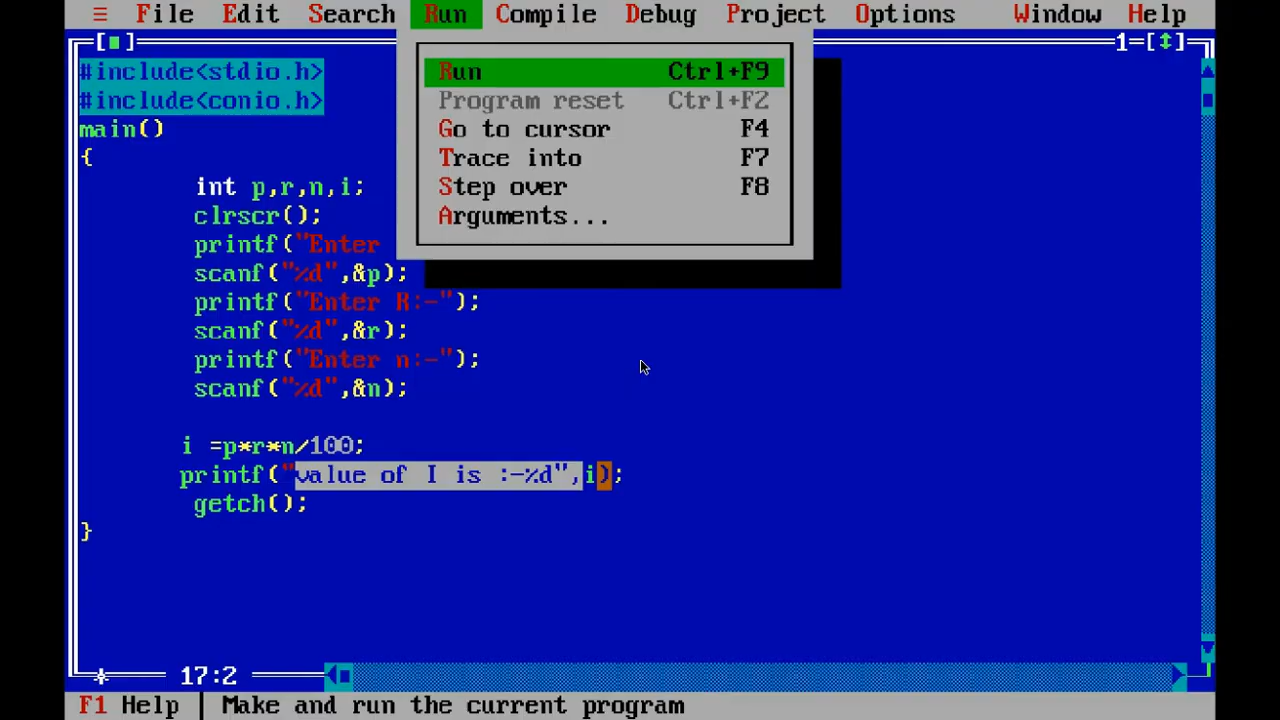 ≡ File Edit Search Run Compile Debug Project Options Window Help
[■] 1=[↕]
Run Ctrl+F9
Program reset Ctrl+F2
Go to cursor F4
Trace into F7
Step over F8
Arguments...
#include<stdio.h>
#include<conio.h>
main()
{
int p,r,n,i;
clrscr();
printf("Enter
scanf("%d",&p);
printf("Enter R:-");
scanf("%d",&r);
printf("Enter n:-");
scanf("%d",&n);
i =p*r*n/100;
printf("value of I is :-%d",i);
getch();
}
* 17:2
F1 Help | Make and run the current program